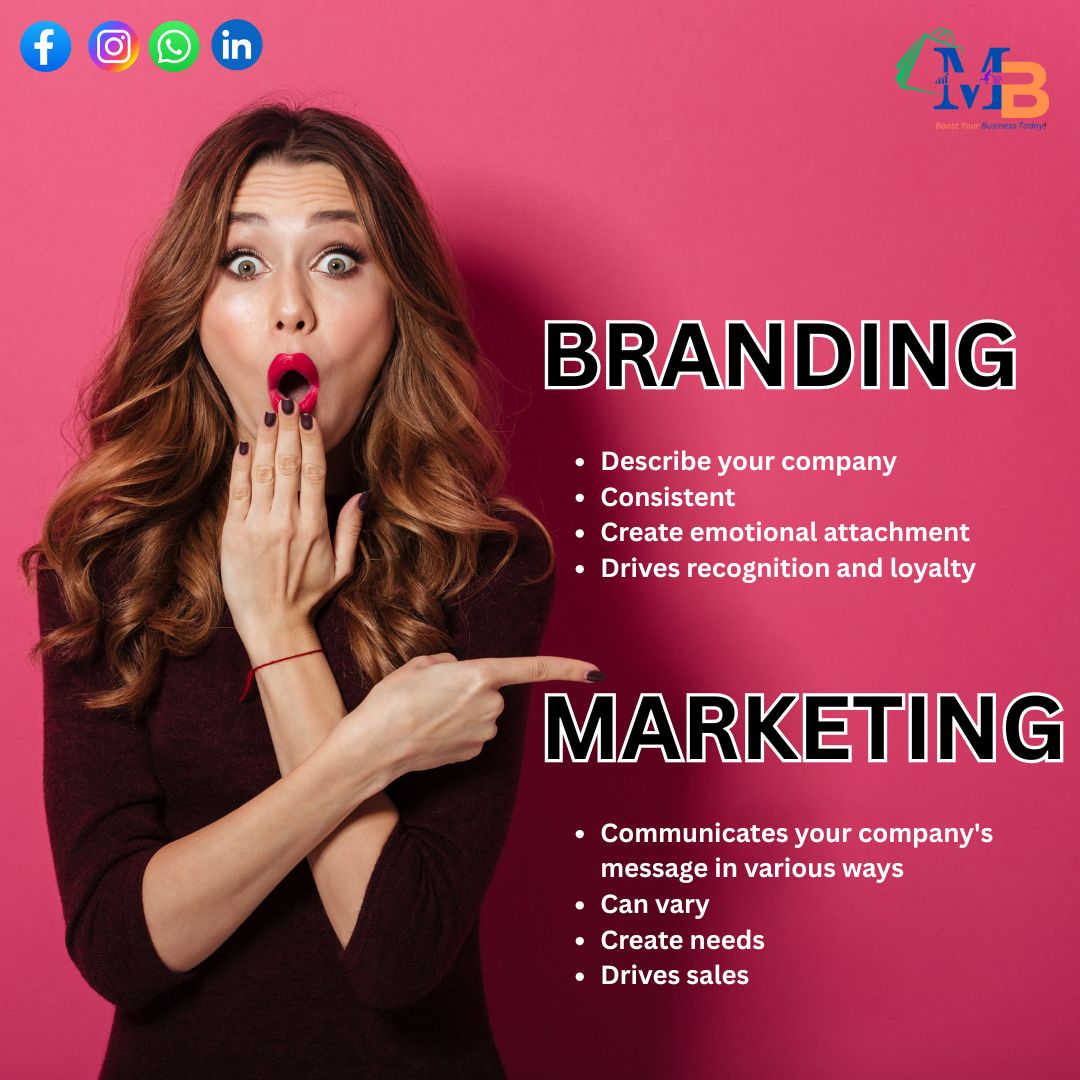 MB
Boost Your Business Today!
BRANDING
• Describe your company
• Consistent
• Create emotional attachment
• Drives recognition and loyalty
MARKETING
• Communicates your company's
message in various ways
• Can vary
• Create needs
• Drives sales